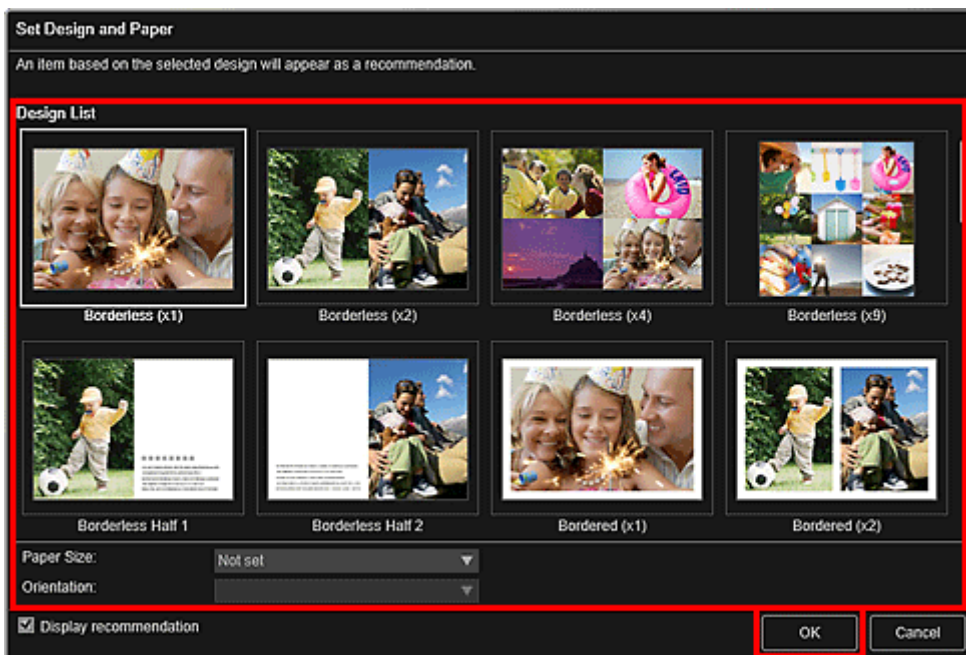 Set Design and Paper
An item based on the selected design will appear as a recommendation.
Design List
Borderless (x1)
Borderless (x2)
Borderless (x4)
Borderless (x9)
Borderless Half 1
Borderless Half 2
Bordered (x1)
Bordered (x2)
Paper Size:
Not set
Orientation:
Display recommendation
OK
Cancel